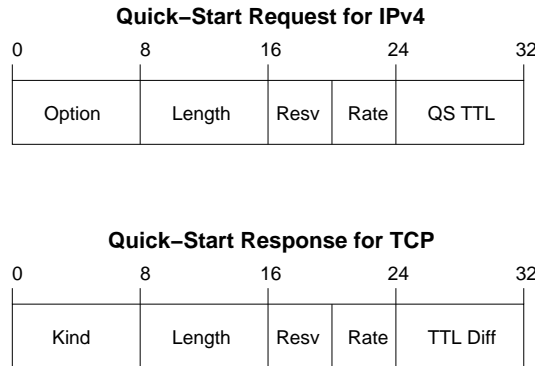 Quick−Start Request for IPv4
0 8 16 24 32
Option Length Resv Rate QS TTL
Quick−Start Response for TCP
0 8 16 24 32
Kind Length Resv Rate TTL Diff